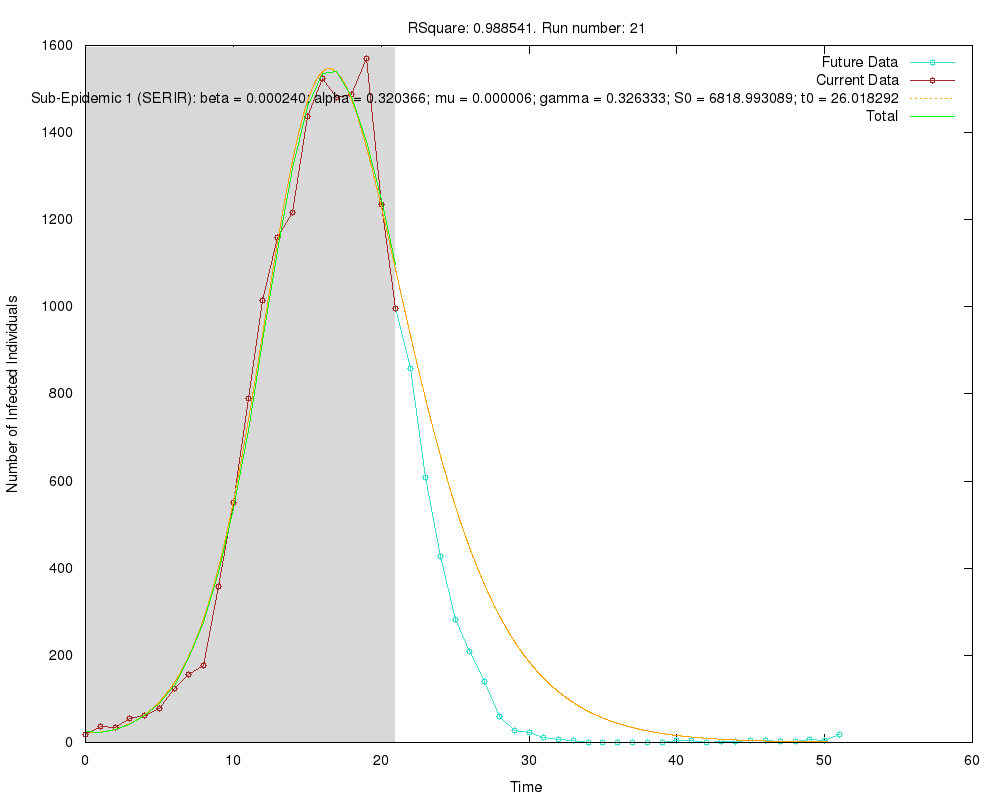 RSquare: 0.988541. Run number: 21
Future Data
Current Data
Sub-Epidemic 1 (SERIR): beta = 0.000240; alpha = 0.320366; mu = 0.000006; gamma = 0.326333; S0 = 6818.993089; t0 = 26.018292
Total
1600
1400
1200
1000
800
600
400
200
0
Number of Infected Individuals
0 10 20 30 40 50 60
Time